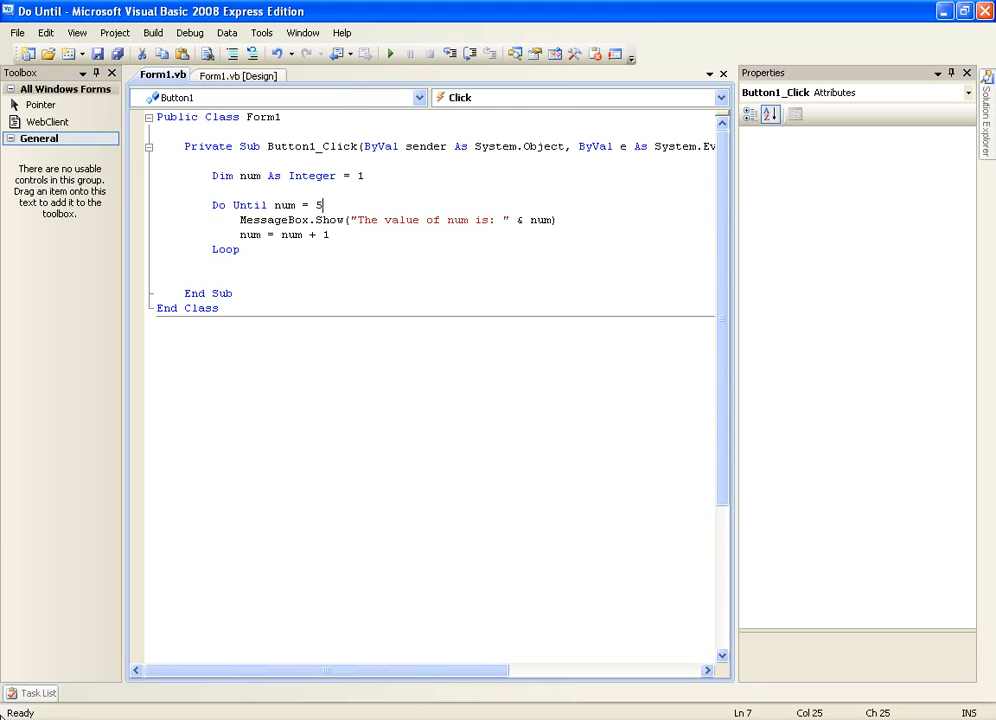 Do Until - Microsoft Visual Basic 2008 Express Edition
File Edit View Project Build Debug Data Tools Window Help
Toolbox
All Windows Forms
Pointer
WebClient
General
There are no usable
controls in this group.
Drag an item onto this
text to add it to the
toolbox.
Form1.vb Form1.vb [Design]
Button1 Click
Public Class Form1
Private Sub Button1_Click(ByVal sender As System.Object, ByVal e As System.Ev
Dim num As Integer = 1
Do Until num = 5
MessageBox.Show("The value of num is: " & num)
num = num + 1
Loop
End Sub
End Class
Properties
Button1_Click Attributes
Solution Explorer
Task List
Ready Ln 7 Col 25 Ch 25 INS